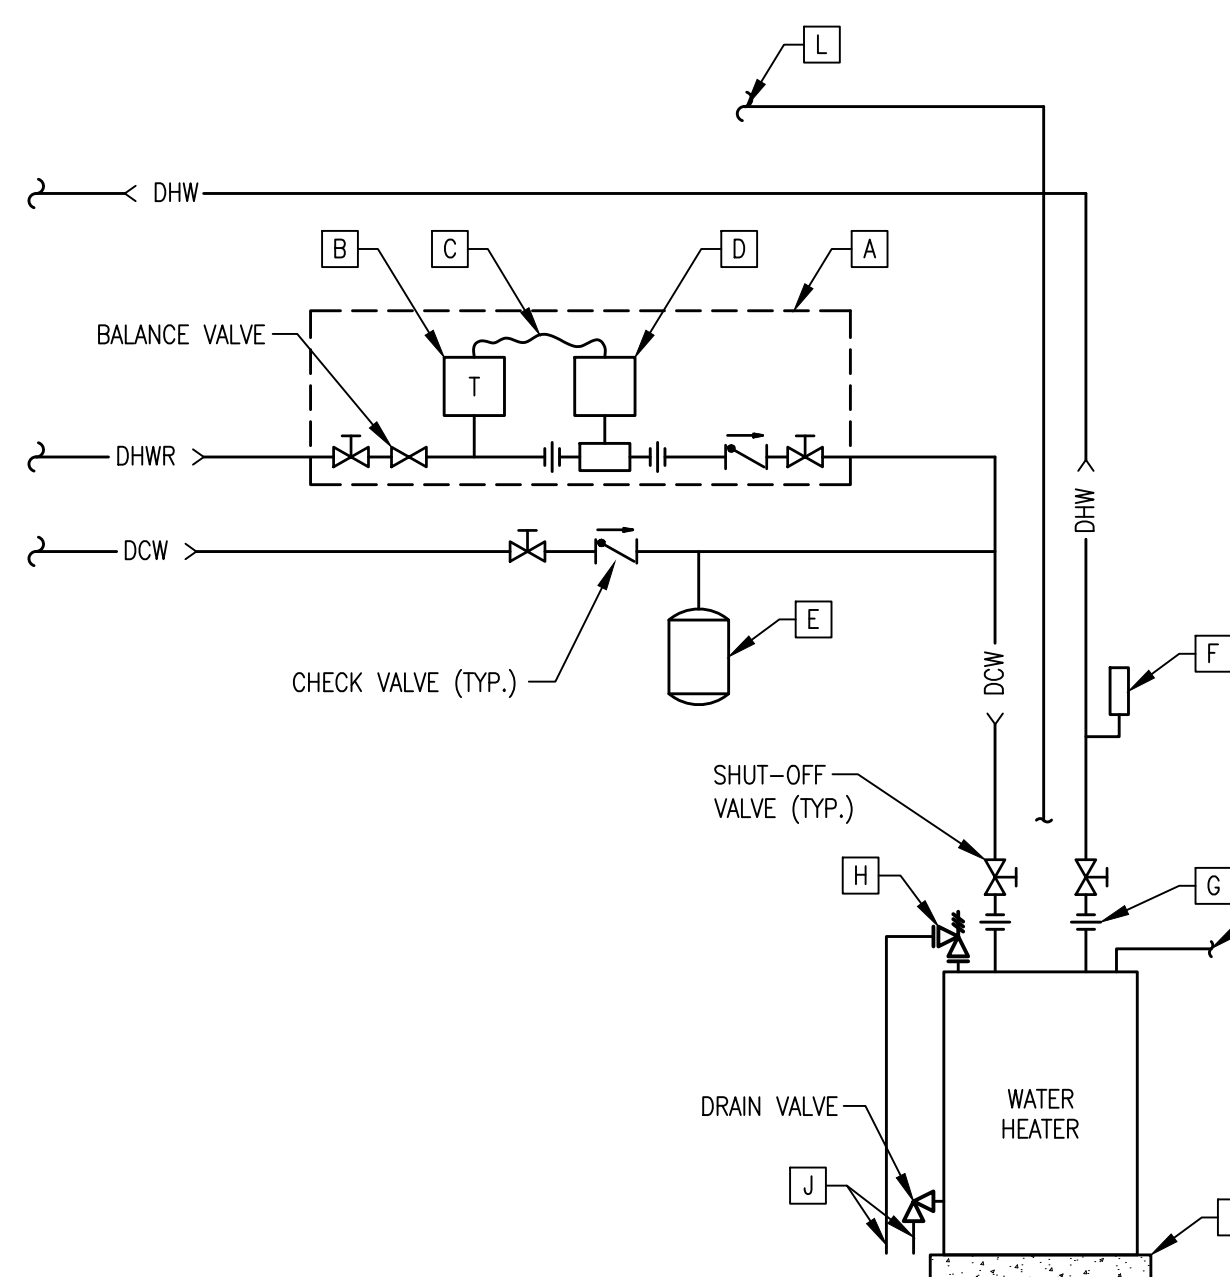 L
DHW
B
C
D
A
BALANCE VALVE
T
DHWR
DHW
DCW
E
F
DCW
CHECK VALVE (TYP.)
SHUT-OFF
VALVE (TYP.)
H
G
WATER
HEATER
DRAIN VALVE
J